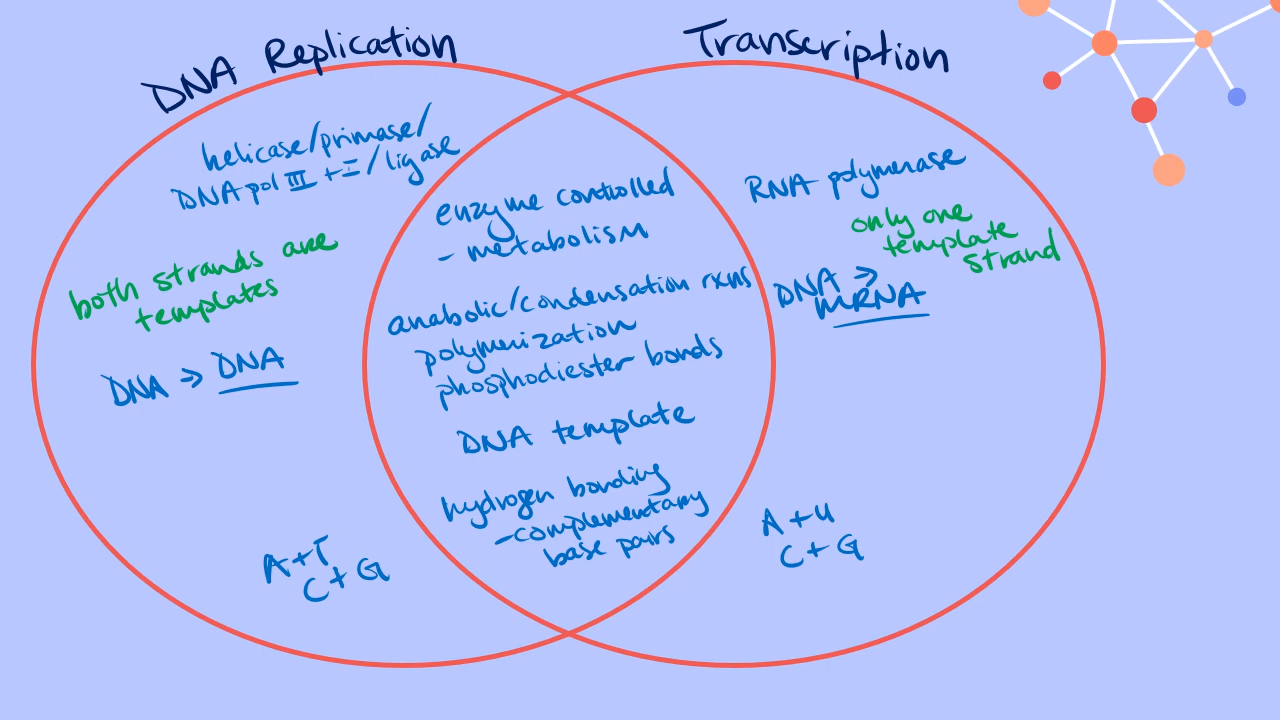 DNA Replication
Transcription
helicase/primase/
DNA pol III + I/ligase
both strands are
templates
DNA → DNA
A+T
C+G
enzyme controlled
- metabolism
anabolic/condensation rxns
polymerization
phosphodiester bonds
DNA template
hydrogen bonding
-complementary
base pairs
RNA polymerase
only one
template
strand
DNA →
mRNA
A+U
C+G